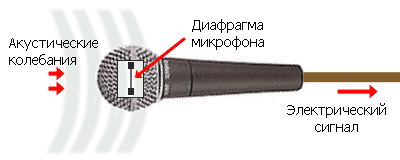 Акустические
колебания
Диафрагма
микрофона
Электрический
сигнал